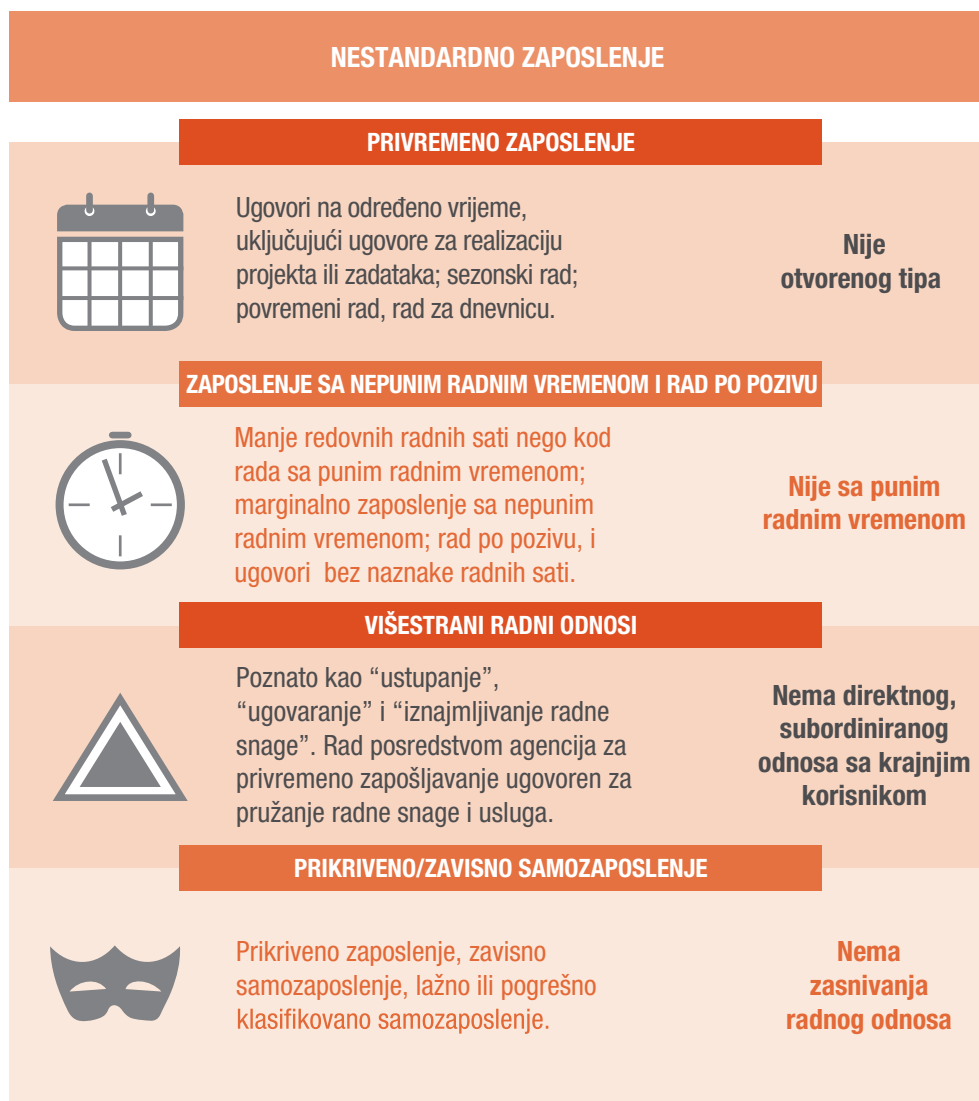 NESTANDARDNO ZAPOSLENJE
PRIVREMENO ZAPOSLENJE
Ugovori na određeno vrijeme,
uključujući ugovore za realizaciju
projekta ili zadataka; sezonski rad;
povremeni rad, rad za dnevnicu.
Nije
otvorenog tipa
ZAPOSLENJE SA NEPUNIM RADNIM VREMENOM I RAD PO POZIVU
Manje redovnih radnih sati nego kod
rada sa punim radnim vremenom;
marginalno zaposlenje sa nepunim
radnim vremenom; rad po pozivu, i
ugovori  bez naznake radnih sati.
Nije sa punim
radnim vremenom
VIŠESTRANI RADNI ODNOSI
Poznato kao “ustupanje”,
“ugovaranje” i “iznajmljivanje radne
snage”. Rad posredstvom agencija za
privremeno zapošljavanje ugovoren za
pružanje radne snage i usluga.
Nema direktnog,
subordiniranog
odnosa sa krajnjim
korisnikom
PRIKRIVENO/ZAVISNO SAMOZAPOSLENJE
Prikriveno zaposlenje, zavisno
samozaposlenje, lažno ili pogrešno
klasifikovano samozaposlenje.
Nema
zasnivanja
radnog odnosa